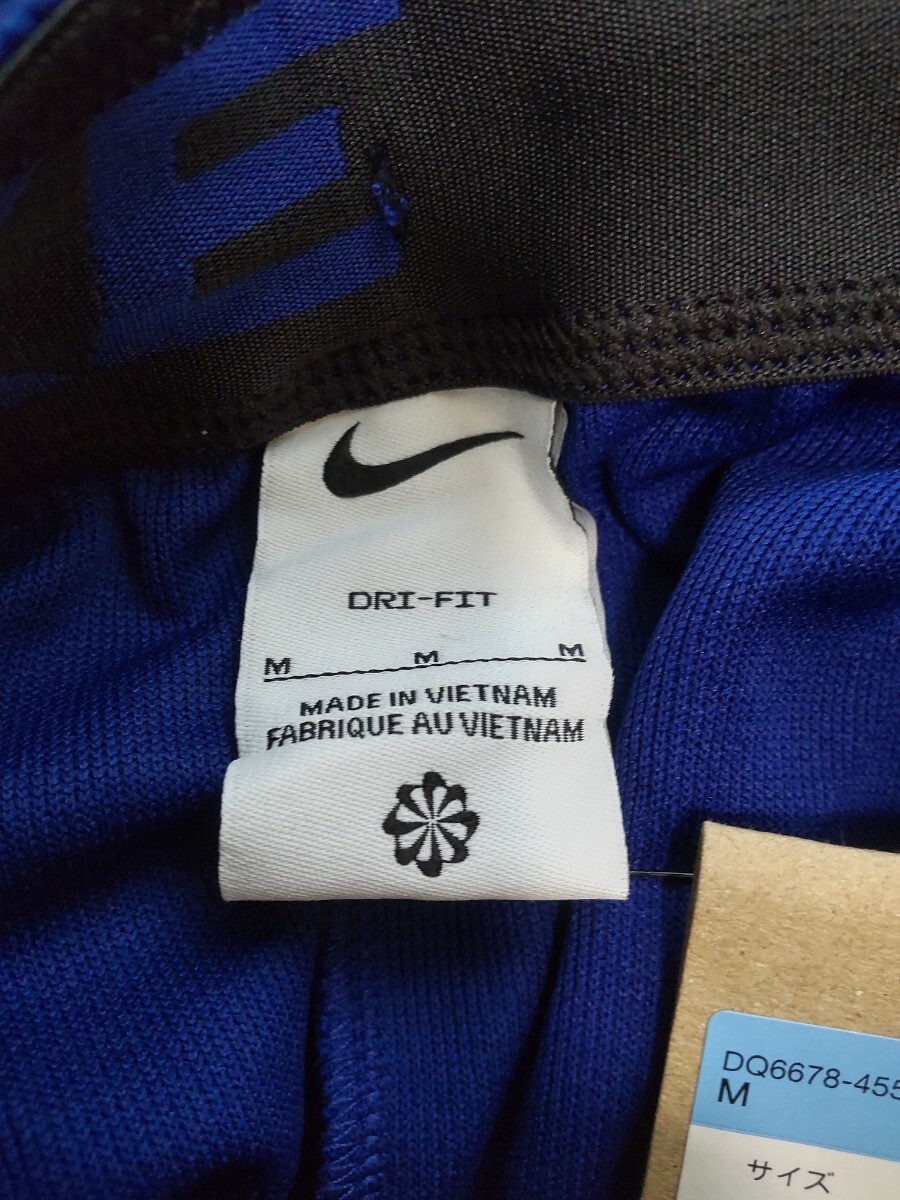 E
DRI-FIT
M M M
MADE IN VIETNAM
FABRIQUE AU VIETNAM
DQ6678-455
M
サイズ